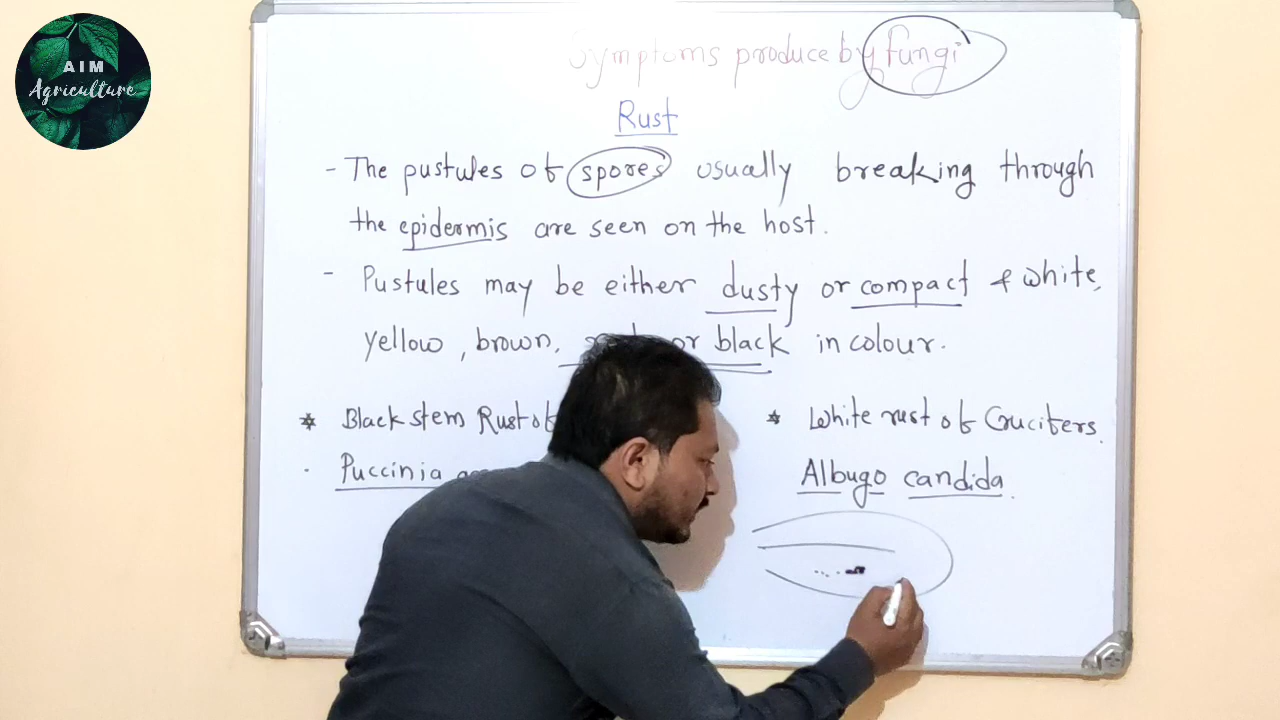 AIM
Agriculture
Symptoms produce by fungi
Rust
- The pustules of spores usually breaking through
the epidermis are seen on the host.
- Pustules may be either dusty or compact & white,
yellow, brown, or black in colour.
* Black stem Rust of
* White rust of Crucifers.
. Puccinia
Albugo candida.